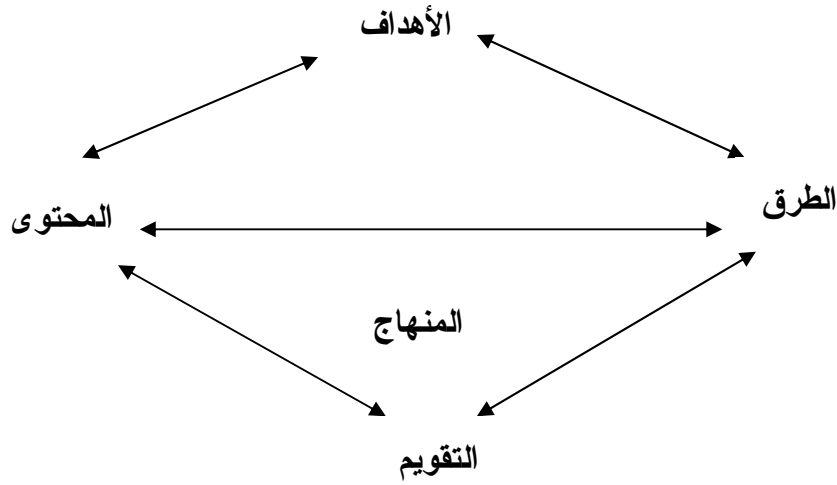 الأهداف
الطرق
المحتوى
المنهاج
التقويم